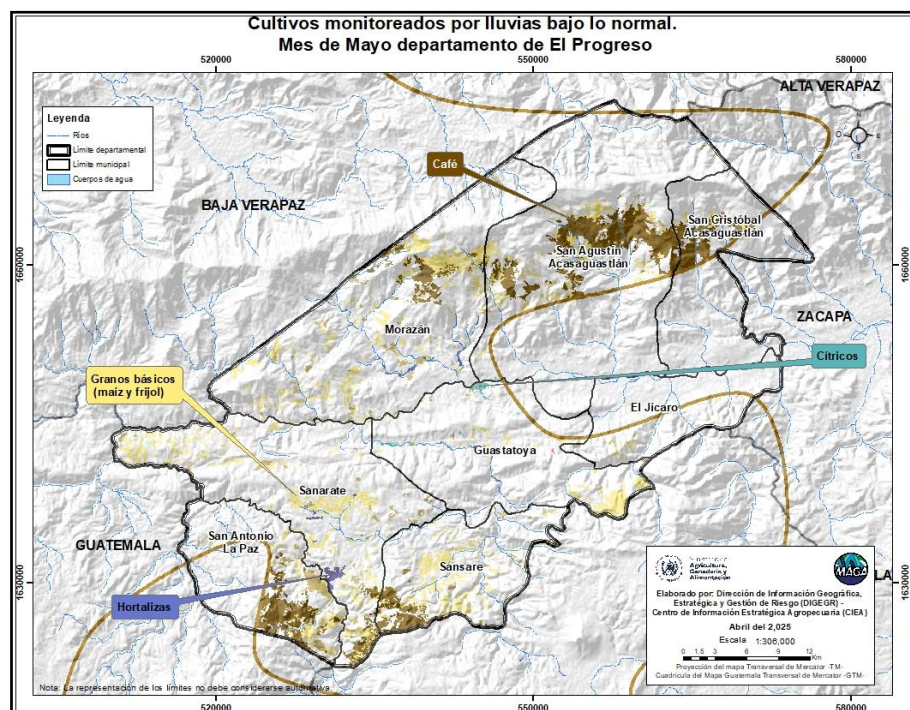 Cultivos monitoreados por lluvias bajo lo normal.
Mes de Mayo departamento de El Progreso
520000
550000
580000
ALTA VERAPAZ
Leyenda
Ríos
Límite departamental
Límite municipal
Cuerpos de agua
N
O
E
S
Café
BAJA VERAPAZ
San Cristóbal
Acasaguastlán
San Agustín
Acasaguastlán
1660000
1660000
ZACAPA
Morazán
Cítricos
Granos básicos
(maíz y frijol)
El Jícaro
Guastatoya
Sanarate
San Antonio
La Paz
GUATEMALA
Sansare
Hortalizas
1630000
1630000
LA
Agricultura,
Ganadería y
Alimentación
MAGA
Elaborado por: Dirección de Información Geográfica,
Estratégica y Gestión de Riesgo (DIGEGR) -
Centro de Información Estratégica Agropecuaria (CIEA)
Abril del 2,025
Escala 1:306,000
0 1.5 3 6 9 12
Km
Proyección del mapa Transversal de Mercator -TM-
Cuadrícula del Mapa Guatemala Transversal de Mercator -GTM-
Nota: La representación de los límites no debe considerarse autoritativa
520000
550000
580000